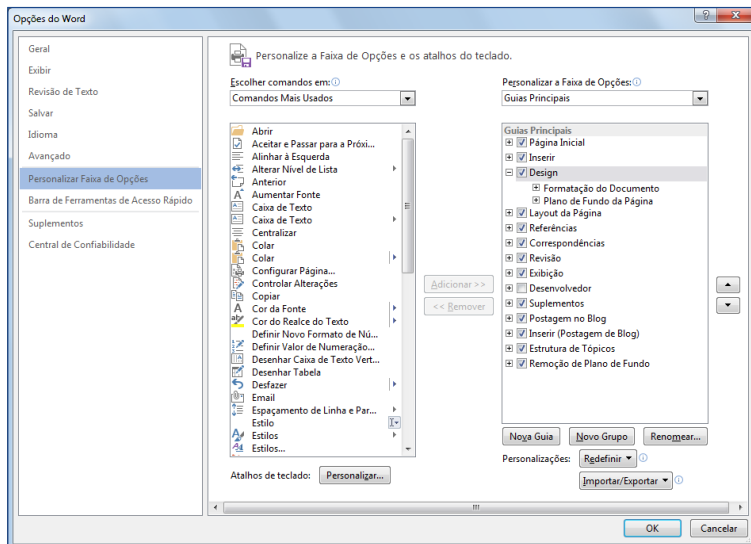 Opções do Word
Geral
Exibir
Revisão de Texto
Salvar
Idioma
Avançado
Personalizar Faixa de Opções
Barra de Ferramentas de Acesso Rápido
Suplementos
Central de Confiabilidade
Personalize a Faixa de Opções e os atalhos do teclado.
Escolher comandos em:
Comandos Mais Usados
Abrir
Aceitar e Passar para a Próxi...
Alinhar à Esquerda
Alterar Nível de Lista
Anterior
Aumentar Fonte
Caixa de Texto
Caixa de Texto
Centralizar
Colar
Colar
Configurar Página...
Controlar Alterações
Copiar
Cor da Fonte
Cor do Realce do Texto
Definir Novo Formato de Nú...
Definir Valor de Numeração...
Desenhar Caixa de Texto Vert...
Desenhar Tabela
Desfazer
Email
Espaçamento de Linha e Par...
Estilo
Estilos
Estilos...
Atalhos de teclado: Personalizar...
Adicionar >>
<< Remover
Personalizar a Faixa de Opções:
Guias Principais
Guias Principais
Página Inicial
Inserir
Design
Formatação do Documento
Plano de Fundo da Página
Layout da Página
Referências
Correspondências
Revisão
Exibição
Desenvolvedor
Suplementos
Postagem no Blog
Inserir (Postagem de Blog)
Estrutura de Tópicos
Remoção de Plano de Fundo
Nova Guia Novo Grupo Renomear...
Personalizações: Redefinir
Importar/Exportar
OK Cancelar